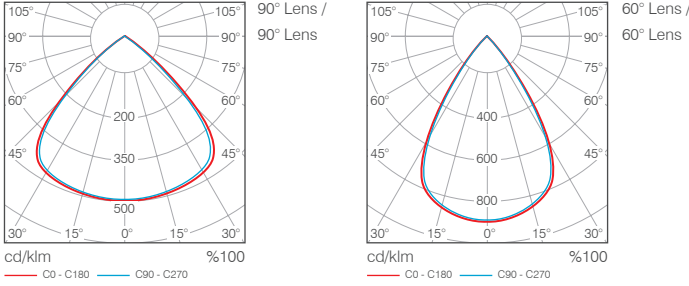 105° 105°
90° 90°
75° 75°
60° 60°
45° 45°
200
350
500
30° 15° 0° 15° 30°
cd/klm %100
C0 - C180 C90 - C270
90° Lens /
90° Lens
105° 105°
90° 90°
75° 75°
60° 60°
45° 45°
400
600
800
30° 15° 0° 15° 30°
cd/klm %100
C0 - C180 C90 - C270
60° Lens /
60° Lens